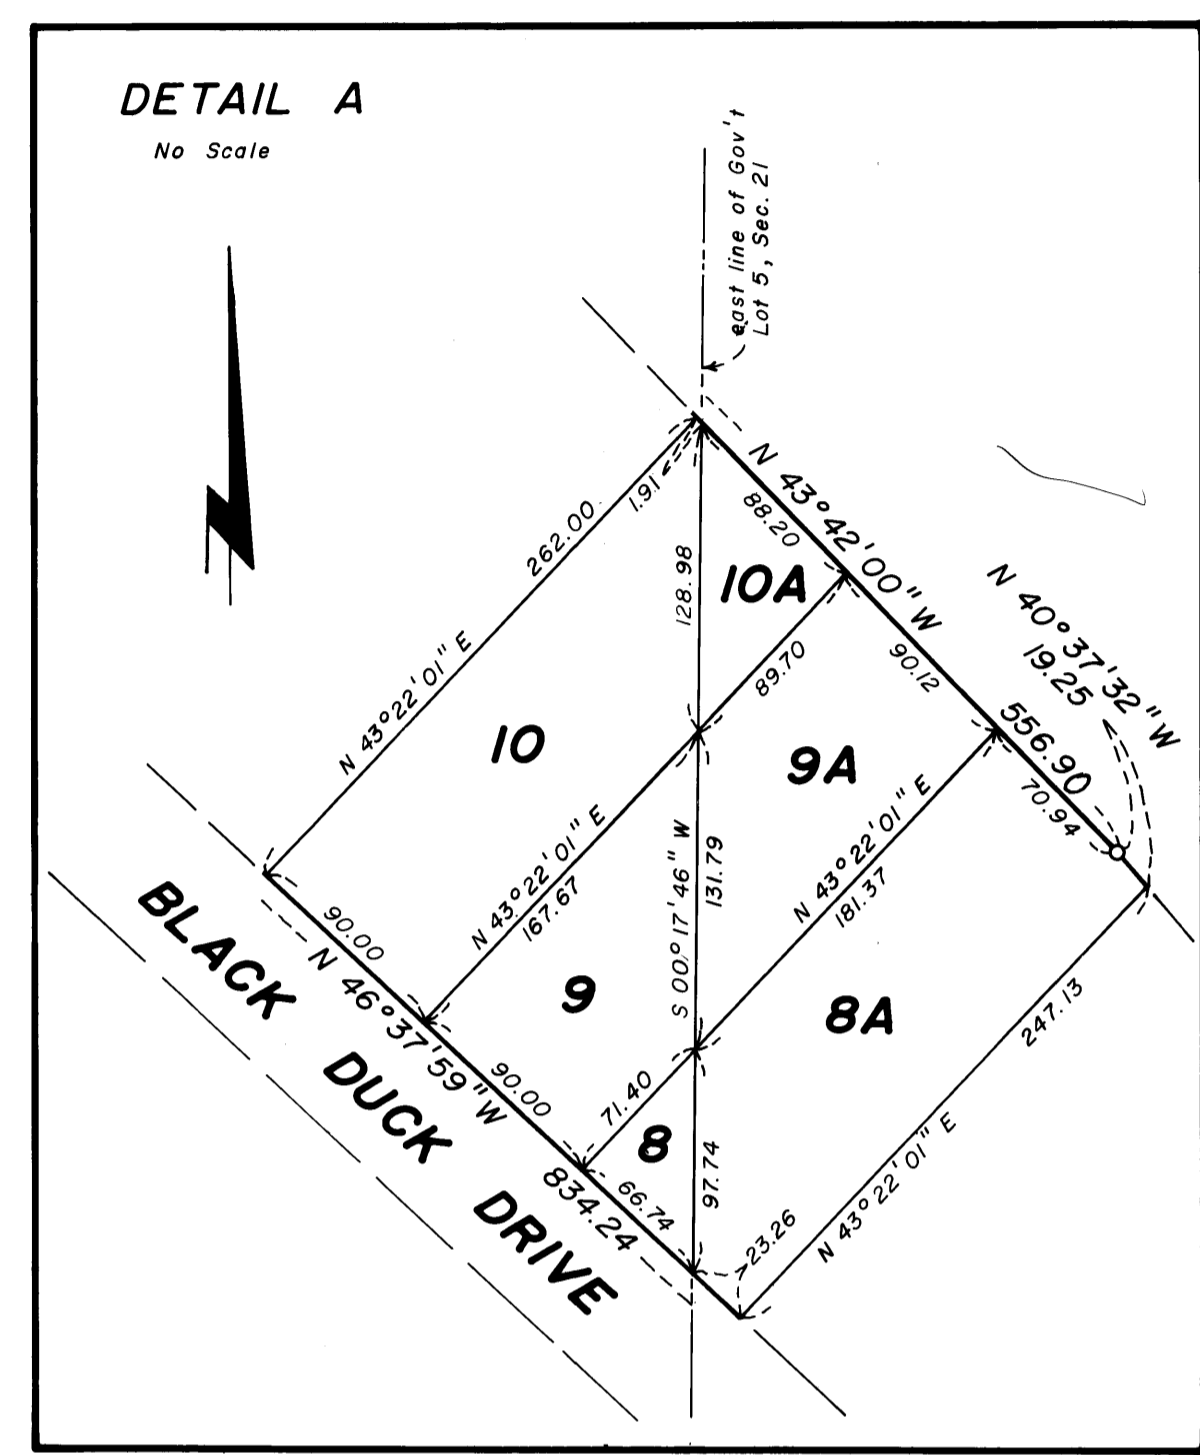 DETAIL A
No Scale
east line of Gov't
Lot 5, Sec. 21
N 43°42'00" W
88.20
1.91
262.00
N 43°22'01" E
128.98
10A
89.70
90.12
N 40°37'32" W
19.25
556.90
70.94
10
9A
N 43°22'01" E
167.67
S 00°17'46" W
131.79
N 43°22'01" E
181.37
90.00
N 46°37'59" W
9
8A
BLACK DUCK DRIVE
90.00
71.40
8
97.74
247.13
N 43°22'01" E
834.24
66.74
23.26